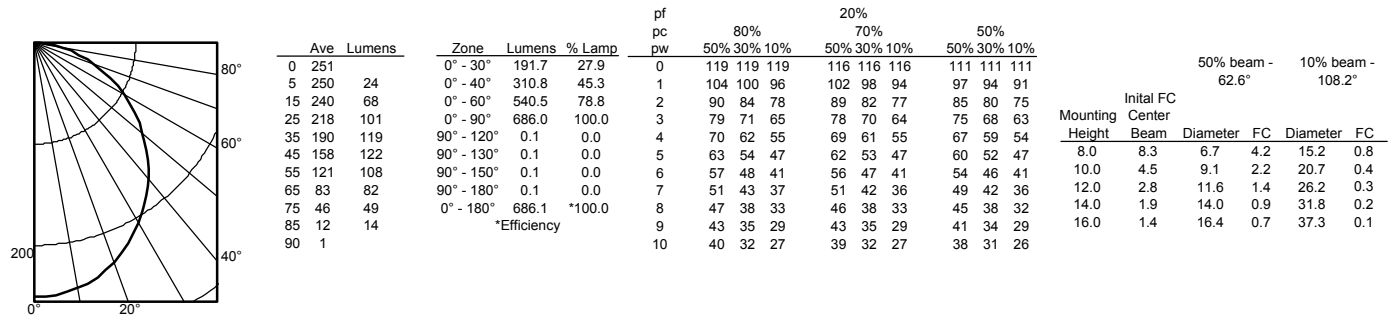 80°
60°
40°
200
0° 20°
Ave Lumens
0 251
5 250 24
15 240 68
25 218 101
35 190 119
45 158 122
55 121 108
65 83 82
75 46 49
85 12 14
90 1
Zone Lumens % Lamp
0° - 30° 191.7 27.9
0° - 40° 310.8 45.3
0° - 60° 540.5 78.8
0° - 90° 686.0 100.0
90° - 120° 0.1 0.0
90° - 130° 0.1 0.0
90° - 150° 0.1 0.0
90° - 180° 0.1 0.0
0° - 180° 686.1 *100.0
*Efficiency
pf 20%
pc 80% 70% 50%
pw 50% 30% 10% 50% 30% 10% 50% 30% 10%
0 119 119 119 116 116 116 111 111 111
1 104 100 96 102 98 94 97 94 91
2 90 84 78 89 82 77 85 80 75
3 79 71 65 78 70 64 75 68 63
4 70 62 55 69 61 55 67 59 54
5 63 54 47 62 53 47 60 52 47
6 57 48 41 56 47 41 54 46 41
7 51 43 37 51 42 36 49 42 36
8 47 38 33 46 38 33 45 38 32
9 43 35 29 43 35 29 41 34 29
10 40 32 27 39 32 27 38 31 26
50% beam - 10% beam -
62.6° 108.2°
Inital FC
Mounting Center
Height Beam Diameter FC Diameter FC
8.0 8.3 6.7 4.2 15.2 0.8
10.0 4.5 9.1 2.2 20.7 0.4
12.0 2.8 11.6 1.4 26.2 0.3
14.0 1.9 14.0 0.9 31.8 0.2
16.0 1.4 16.4 0.7 37.3 0.1